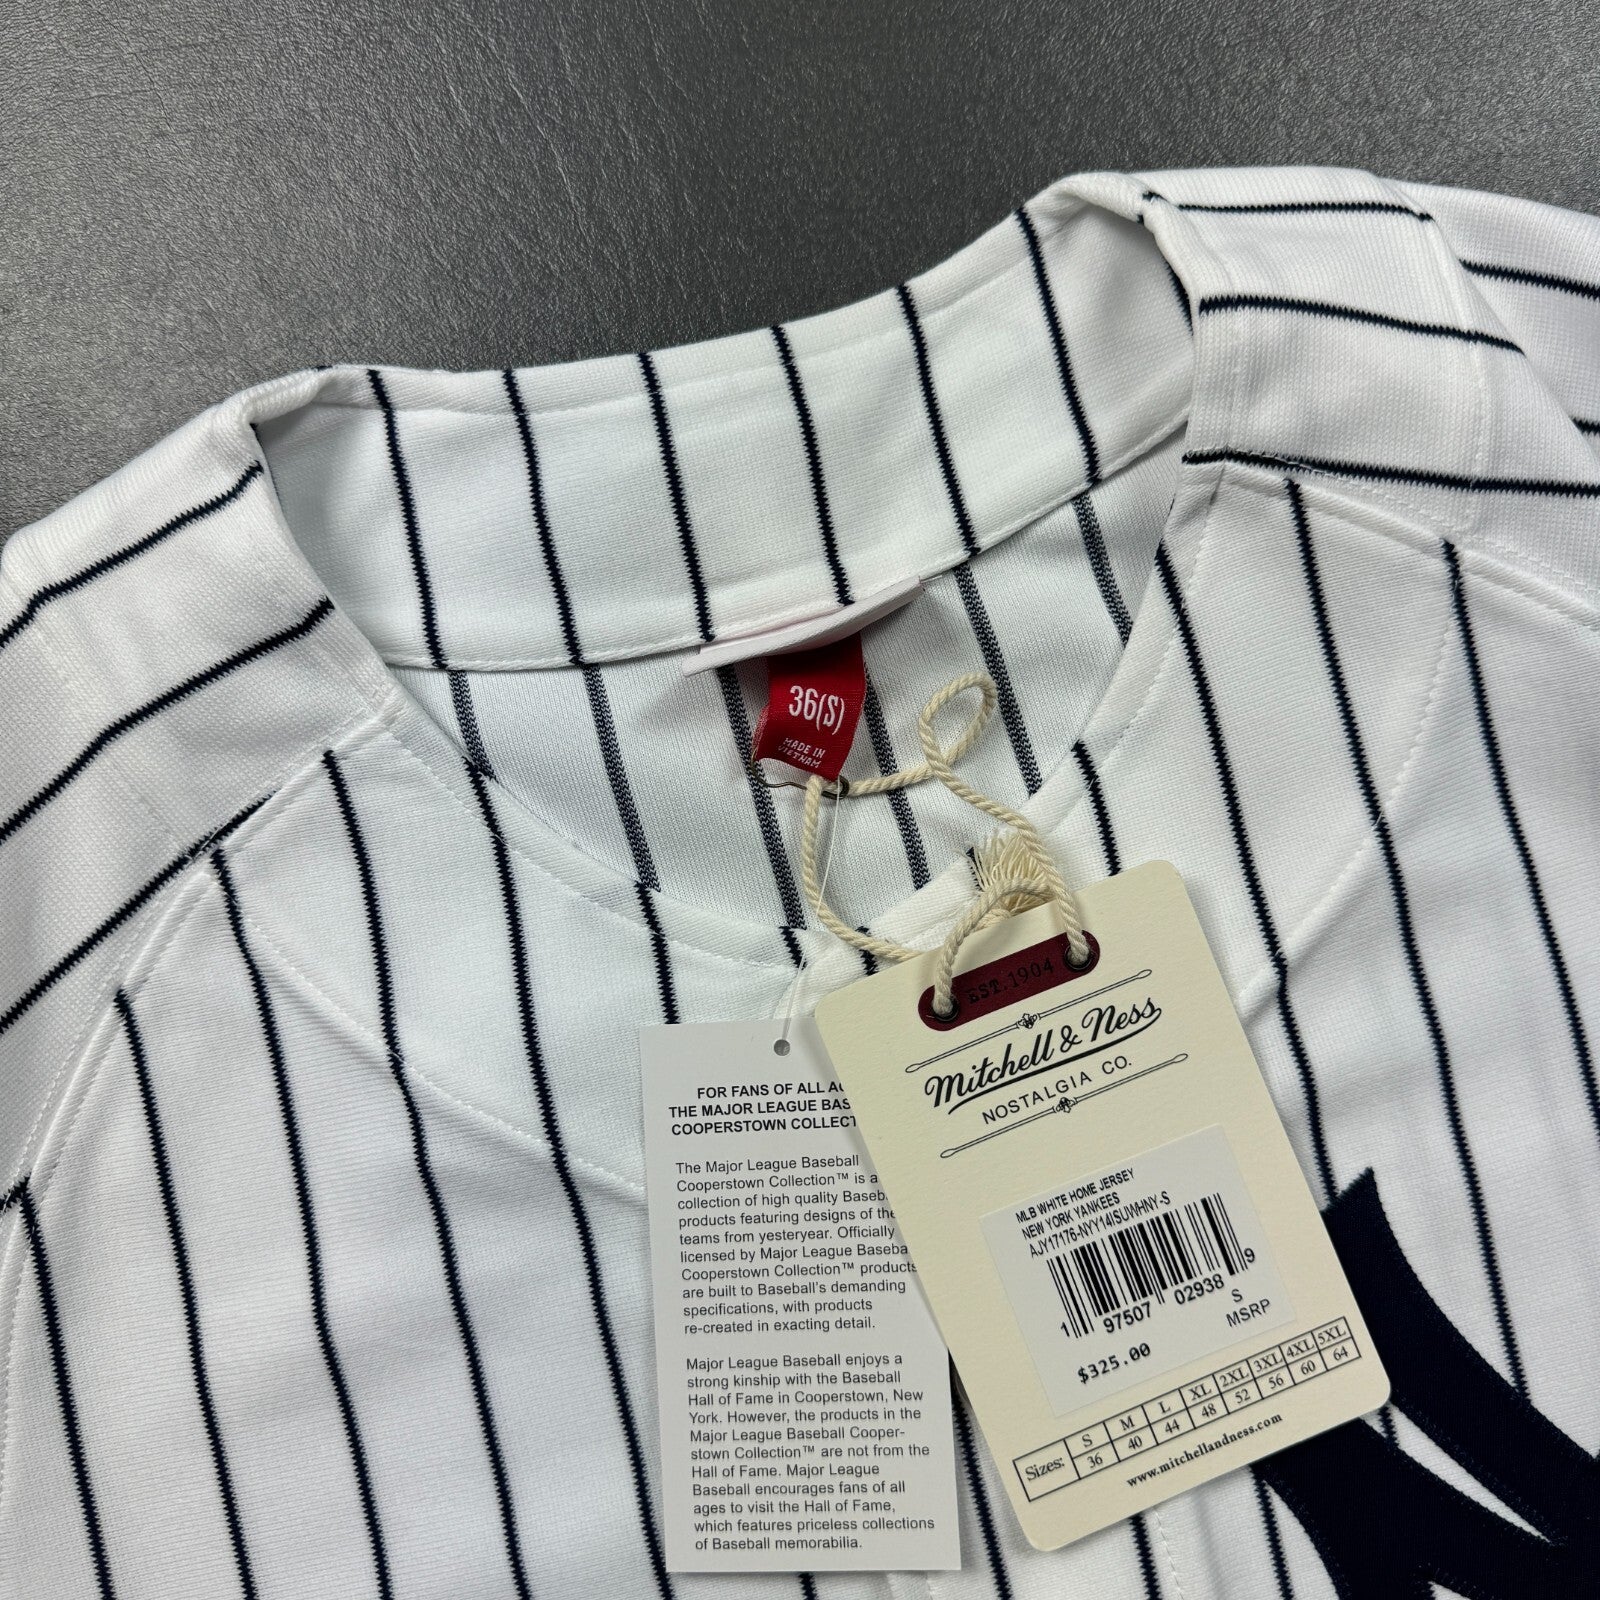 36(S)
MADE IN
VIETNAM
EST. 1904
Mitchell & Ness
NOSTALGIA CO.
MLB WHITE HOME JERSEY
NEW YORK YANKEES
AJY17176-NYY14ISUWHNY-S
1 97507 02938 9
S
$325.00 MSRP
Sizes: S M L XL 2XL 3XL 4XL 5XL
36 40 44 48 52 56 60 64
www.mitchellandness.com
FOR FANS OF ALL
THE MAJOR LEAGUE
COOPERSTOWN
The Major League Baseball
Cooperstown Collection™ is a
collection of high quality
products featuring designs of the
teams from yesteryear. Officially
licensed by Major League
Cooperstown Collection™ products
are built to Baseball's demanding
specifications, with products
re-created in exacting detail.
Major League Baseball enjoys a
strong kinship with the Baseball
Hall of Fame in Cooperstown, New
York. However, the products in the
Major League Baseball Cooper-
stown Collection™ are not from the
Hall of Fame. Major League
Baseball encourages fans of all
ages to visit the Hall of Fame,
which features priceless collections
of Baseball memorabilia.